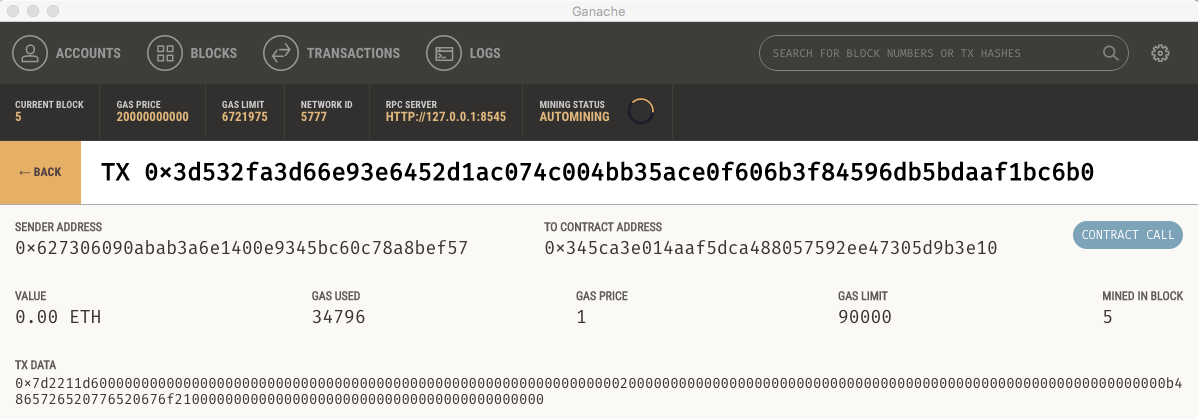 Ganache
ACCOUNTS BLOCKS TRANSACTIONS LOGS SEARCH FOR BLOCK NUMBERS OR TX HASHES
CURRENT BLOCK GAS PRICE GAS LIMIT NETWORK ID RPC SERVER MINING STATUS
5 20000000000 6721975 5777 HTTP://127.0.0.1:8545 AUTOMINING
← BACK TX 0×3d532fa3d66e93e6452d1ac074c004bb35ace0f606b3f84596db5bdaaf1bc6b0
SENDER ADDRESS TO CONTRACT ADDRESS
0×627306090abab3a6e1400e9345bc60c78a8bef57 0×345ca3e014aaf5dca488057592ee47305d9b3e10 CONTRACT CALL
VALUE GAS USED GAS PRICE GAS LIMIT MINED IN BLOCK
0.00 ETH 34796 1 90000 5
TX DATA
0×7d2211d60000000000000000000000000000000000000000000000000000000000000020000000000000000000000000000000000000000000000000000000000000000b4
865726520776520676f21000000000000000000000000000000000000000000